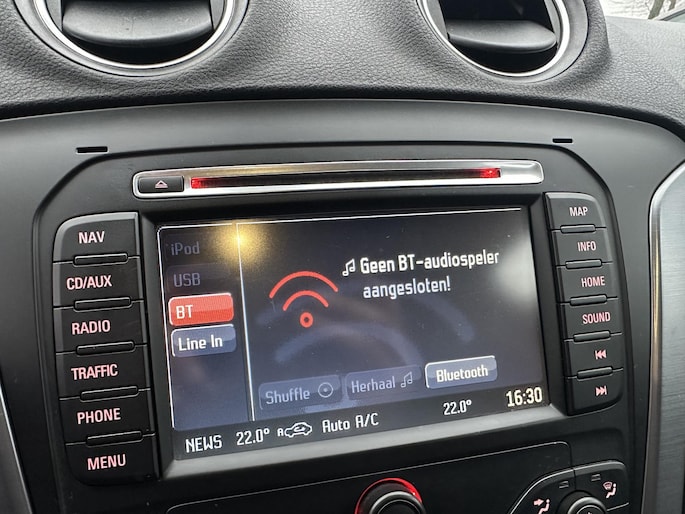 NAV
CD/AUX
RADIO
TRAFFIC
PHONE
MENU
iPod
USB
BT
Line In
Geen BT-audiospeler
aangesloten!
Shuffle
Herhaal
Bluetooth
NEWS 22.0° Auto A/C 22.0° 16:30
MAP
INFO
HOME
SOUND